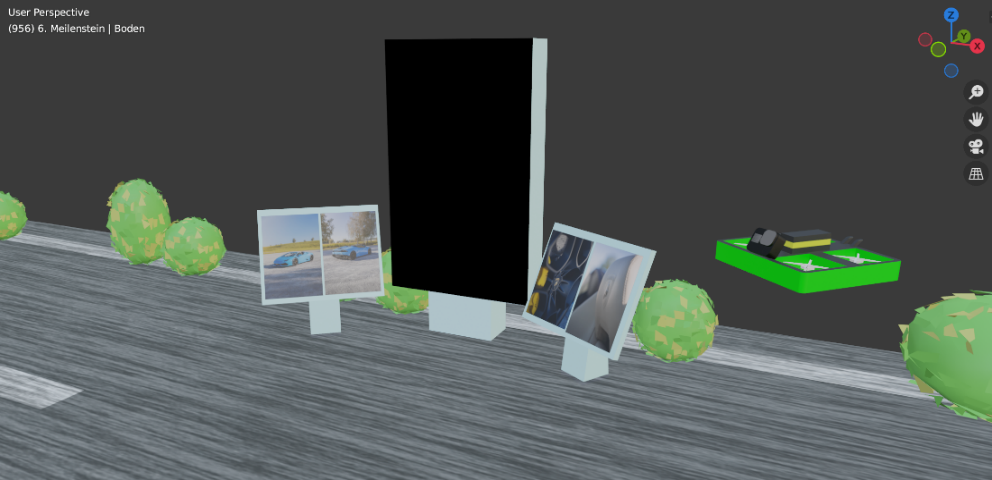 User Perspective
(956) 6. Meilenstein | Boden
Z
Y
X